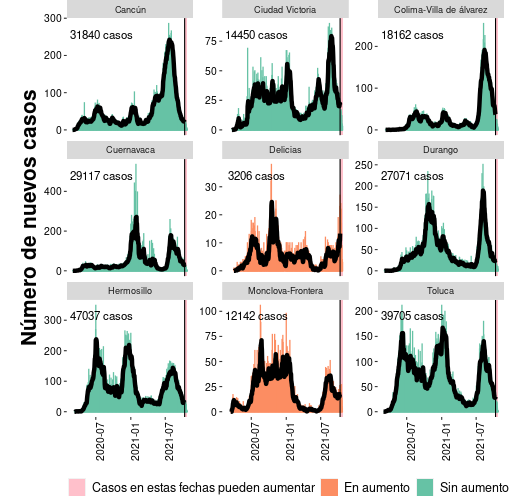 Cancún
Ciudad Victoria
Colima-Villa de álvarez
300
200
100
0
31840 casos
75
50
25
0
14450 casos
200
100
0
18162 casos
Cuernavaca
Delicias
Durango
400
200
0
29117 casos
30
20
10
0
3206 casos
250
200
150
100
50
0
27071 casos
Hermosillo
Monclova-Frontera
Toluca
300
200
100
0
47037 casos
100
75
50
25
0
12142 casos
200
150
100
50
0
39705 casos
Número de nuevos casos
2020-07
2021-01
2021-07
2020-07
2021-01
2021-07
2020-07
2021-01
2021-07
Casos en estas fechas pueden aumentar
En aumento
Sin aumento